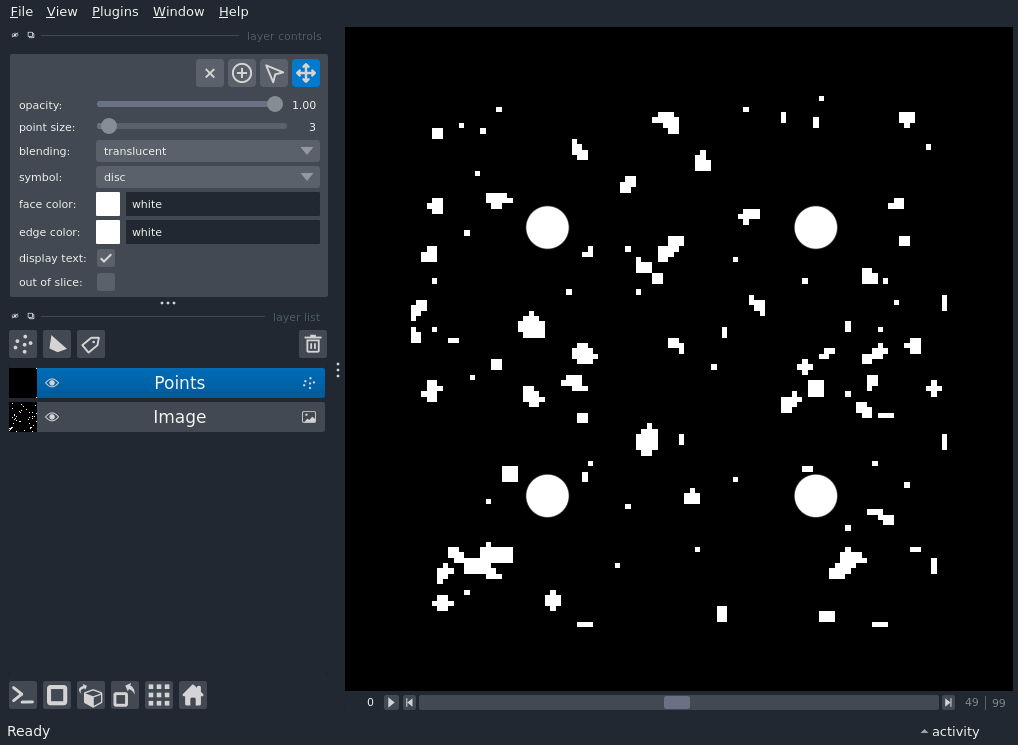 File View Plugins Window Help
layer controls
opacity: 1.00
point size: 3
blending: translucent
symbol: disc
face color: white
edge color: white
display text:
out of slice:
layer list
Points
Image
0 49 99
Ready activity